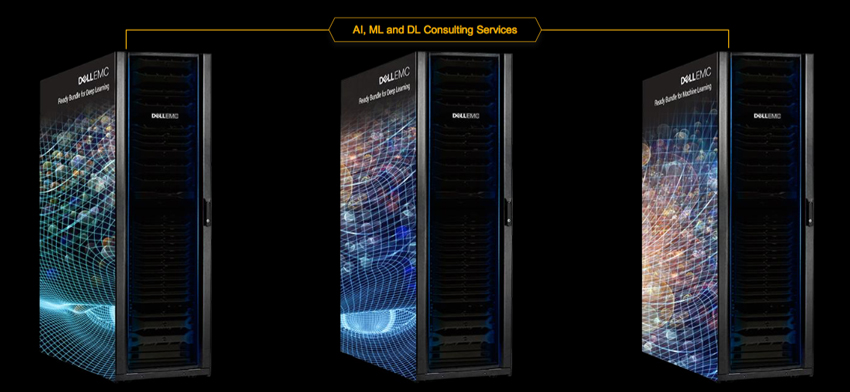 AI, ML and DL Consulting Services
DELLEMC
Ready Bundle for Deep Learning
DELLEMC
DELLEMC
Ready Bundle for Deep Learning
DELLEMC
DELLEMC
Ready Bundle for Machine Learning
DELLEMC